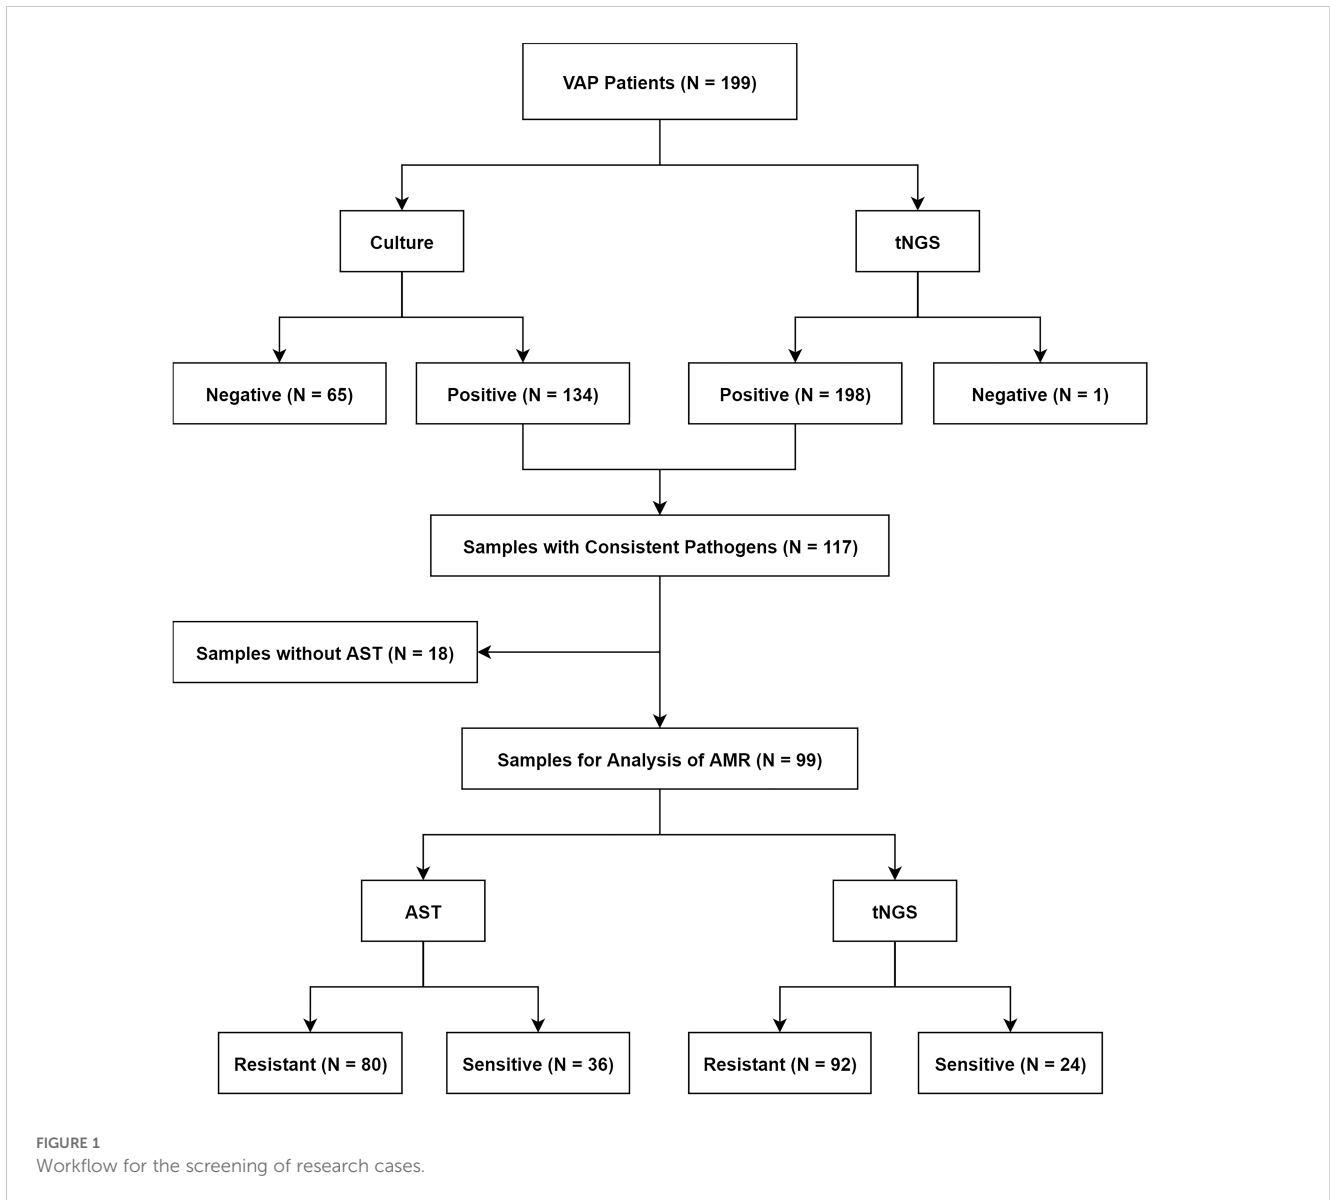 VAP Patients (N = 199)
Culture
tNGS
Negative (N = 65)
Positive (N = 134)
Positive (N = 198)
Negative (N = 1)
Samples with Consistent Pathogens (N = 117)
Samples without AST (N = 18)
Samples for Analysis of AMR (N = 99)
AST
tNGS
Resistant (N = 80)
Sensitive (N = 36)
Resistant (N = 92)
Sensitive (N = 24)
FIGURE 1
Workflow for the screening of research cases.